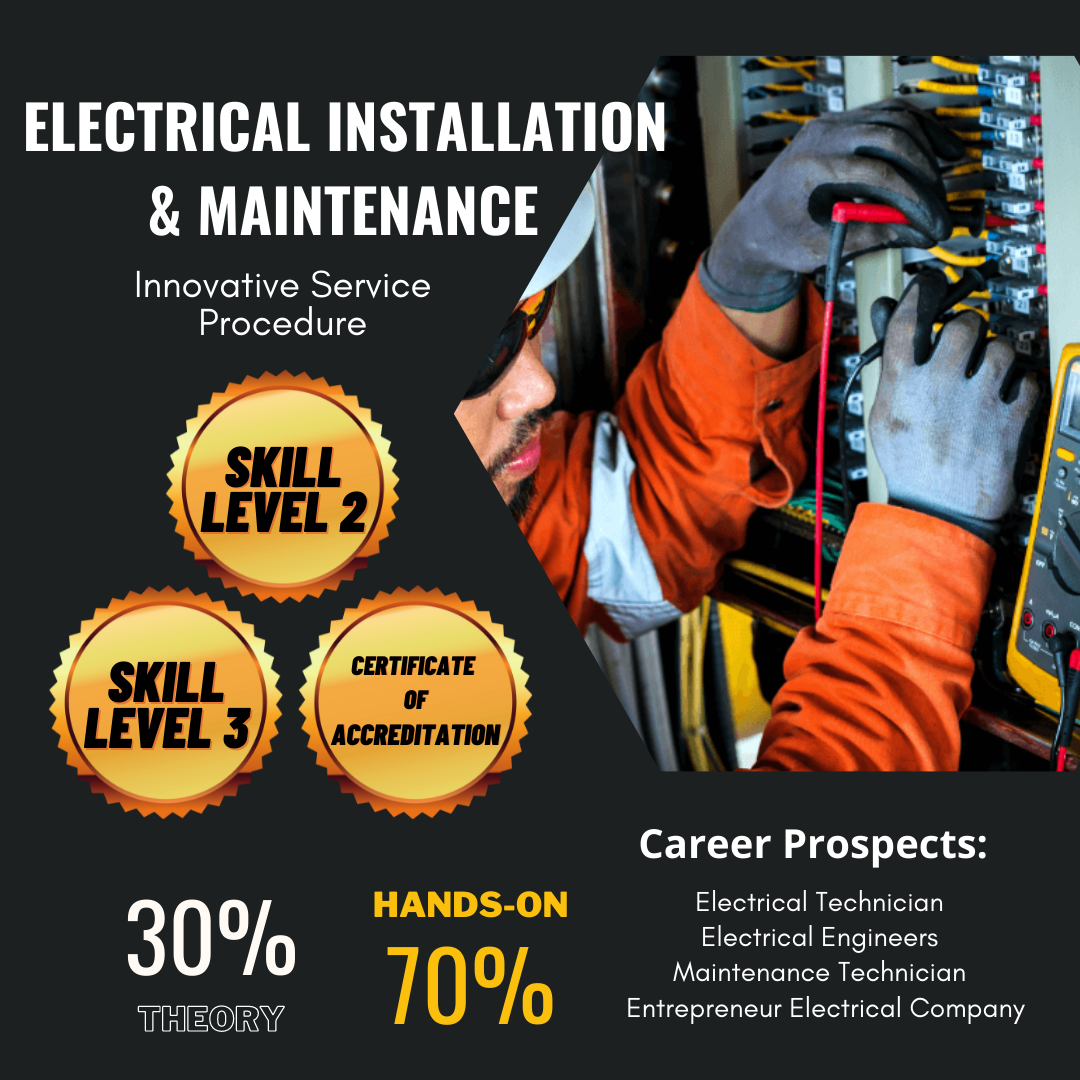 ELECTRICAL INSTALLATION
& MAINTENANCE
Innovative Service
Procedure
SKILL
LEVEL 2
SKILL
LEVEL 3
CERTIFICATE
OF
ACCREDITATION
30%
THEORY
HANDS-ON
70%
Career Prospects:
Electrical Technician
Electrical Engineers
Maintenance Technician
Entrepreneur Electrical Company